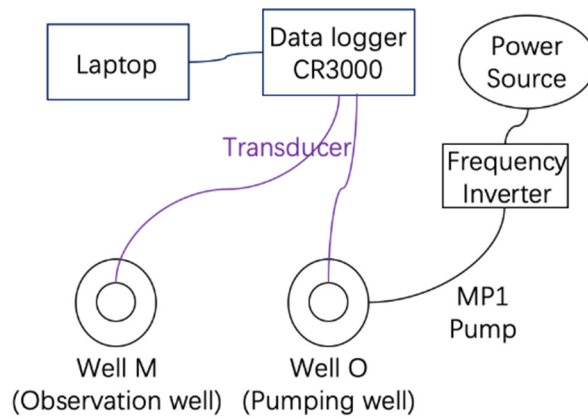 Laptop
Data logger
CR3000
Power
Source
Transducer
Frequency
Inverter
MP1
Pump
Well M
(Observation well)
Well O
(Pumping well)